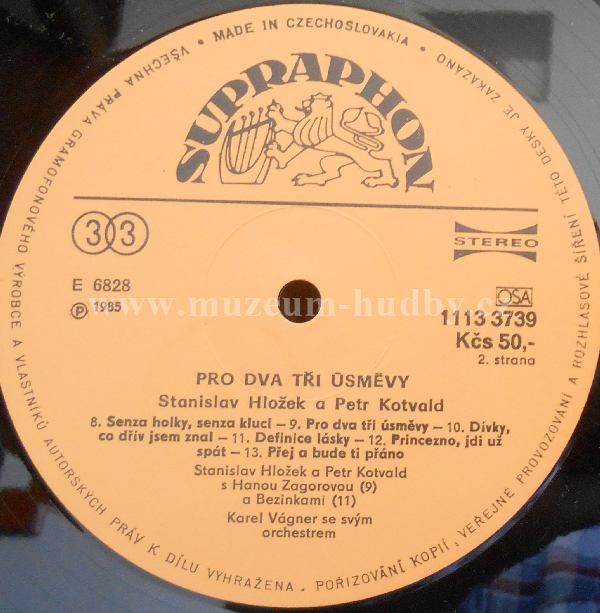 VŠECHNA PRÁVA GRAMOFONOVÉHO VÝROBCE A VLASTNÍKŮ AUTORSKÝCH PRÁV K DÍLU VYHRAŽENA. POŘIZOVÁNÍ KOPIÍ, VEŘEJNÉ PROVOZOVÁNÍ A ROZHLASOVÉ ŠÍŘENÍ TÉTO DESKY JE ZAKÁZÁNO • MADE IN CZECHOSLOVAKIA •
SUPRAPHON
33
STEREO
E 6828
℗ 1985
OSA
1113 3739
Kčs 50,-
2. strana
www.muzeum-hudby.cz
PRO DVA TŘI ÚSMĚVY
Stanislav Hložek a Petr Kotvald
8. Senza holky, senza kluci – 9. Pro dva tři úsměvy – 10. Dívky,
co dřív jsem znal – 11. Definice lásky – 12. Princezno, jdi už
spát – 13. Přej a bude ti přáno
Stanislav Hložek a Petr Kotvald
s Hanou Zagorovou (9)
a Bezinkami (11)
Karel Vágner se svým
orchestrem